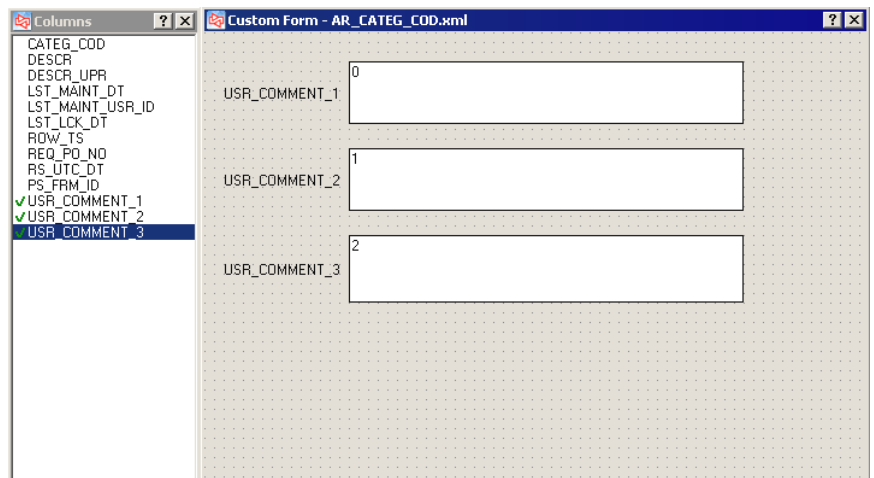 Columns
CATEG_COD
DESCR
DESCR_UPR
LST_MAINT_DT
LST_MAINT_USR_ID
LST_LCK_DT
ROW_TS
REQ_PO_NO
RS_UTC_DT
PS_FRM_ID
USR_COMMENT_1
USR_COMMENT_2
USR_COMMENT_3
Custom Form - AR_CATEG_COD.xml
USR_COMMENT_1
0
USR_COMMENT_2
1
USR_COMMENT_3
2